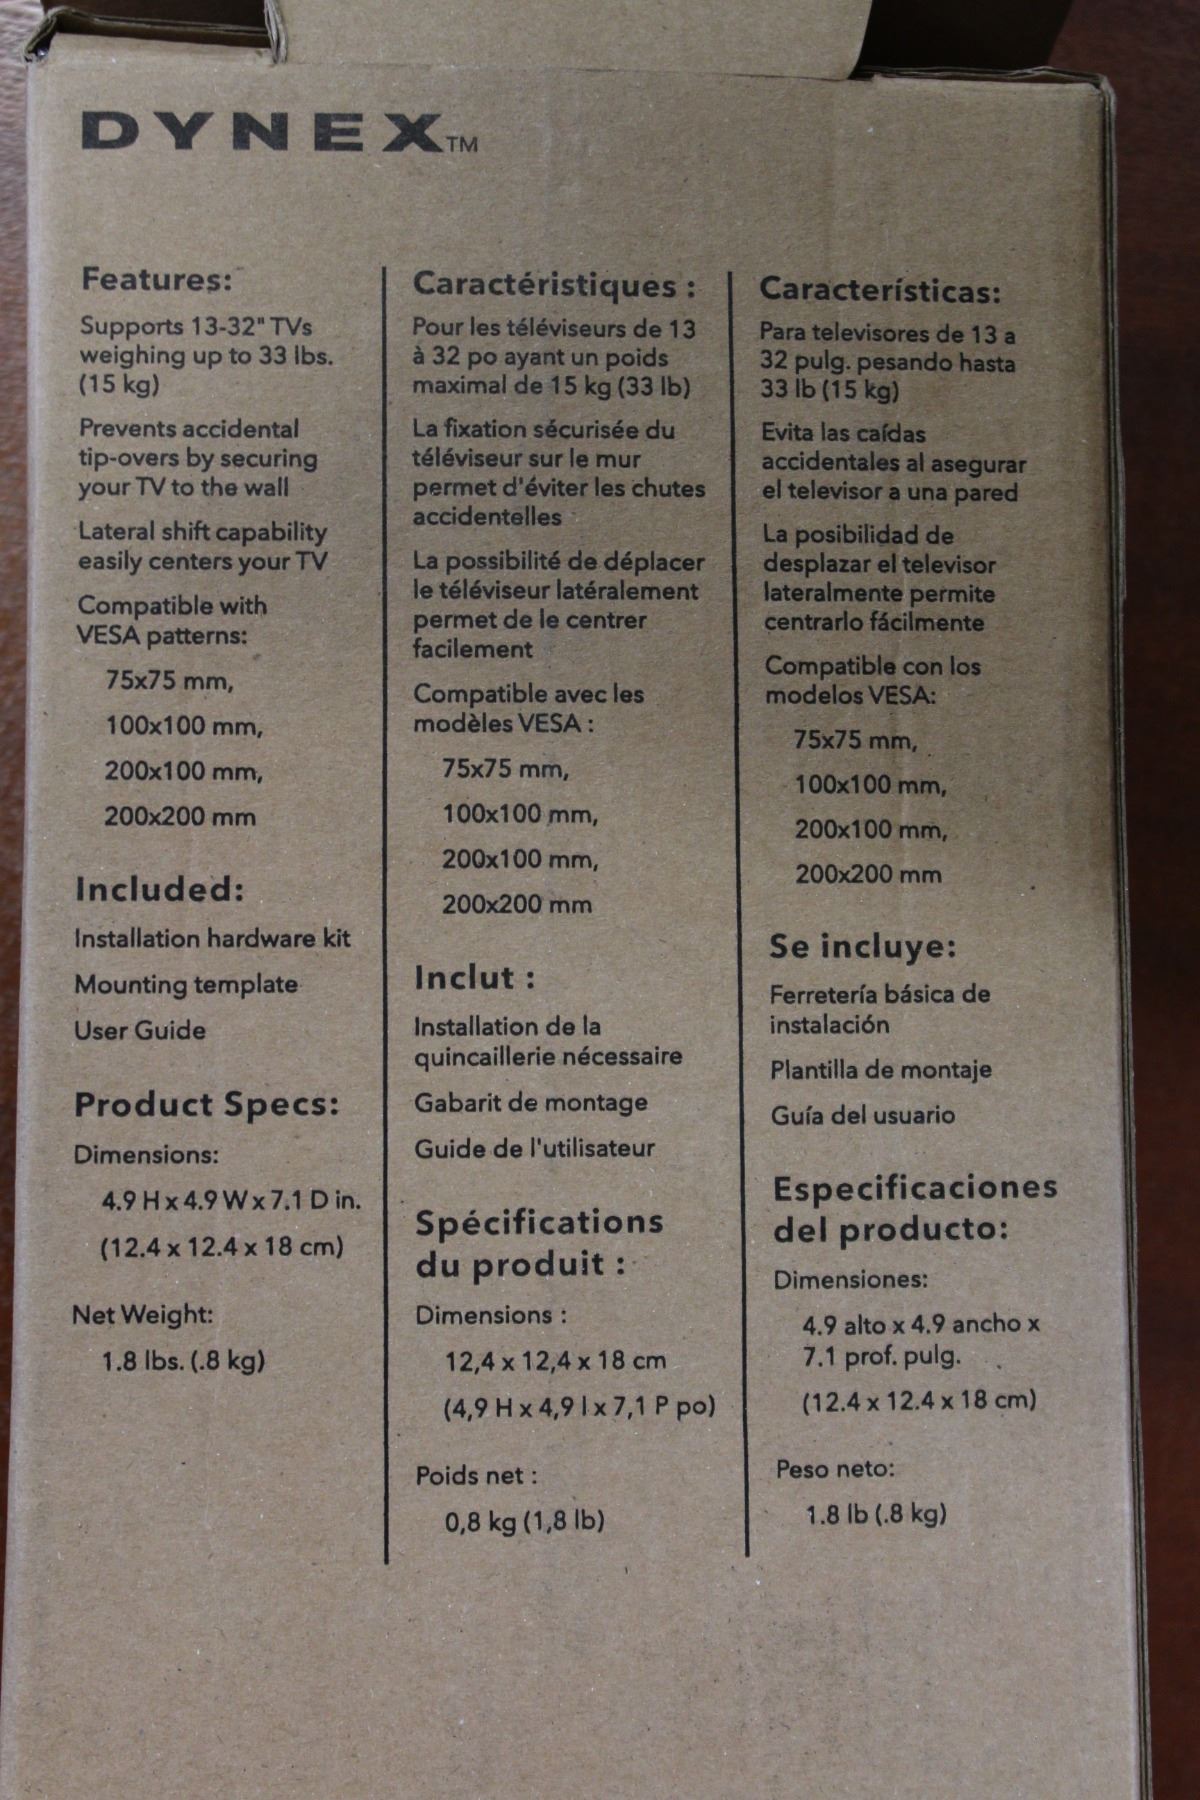 DYNEX™
Features:
Supports 13-32" TVs
weighing up to 33 lbs.
(15 kg)
Prevents accidental
tip-overs by securing
your TV to the wall
Lateral shift capability
easily centers your TV
Compatible with
VESA patterns:
75x75 mm,
100x100 mm,
200x100 mm,
200x200 mm
Included:
Installation hardware kit
Mounting template
User Guide
Product Specs:
Dimensions:
4.9 H x 4.9 W x 7.1 D in.
(12.4 x 12.4 x 18 cm)
Net Weight:
1.8 lbs. (.8 kg)
Caractéristiques :
Pour les téléviseurs de 13
à 32 po ayant un poids
maximal de 15 kg (33 lb)
La fixation sécurisée du
téléviseur sur le mur
permet d'éviter les chutes
accidentelles
La possibilité de déplacer
le téléviseur latéralement
permet de le centrer
facilement
Compatible avec les
modèles VESA :
75x75 mm,
100x100 mm,
200x100 mm,
200x200 mm
Inclut :
Installation de la
quincaillerie nécessaire
Gabarit de montage
Guide de l'utilisateur
Spécifications
du produit :
Dimensions :
12,4 x 12,4 x 18 cm
(4,9 H x 4,9 l x 7,1 P po)
Poids net :
0,8 kg (1,8 lb)
Características:
Para televisores de 13 a
32 pulg. pesando hasta
33 lb (15 kg)
Evita las caídas
accidentales al asegurar
el televisor a una pared
La posibilidad de
desplazar el televisor
lateralmente permite
centrarlo fácilmente
Compatible con los
modelos VESA:
75x75 mm,
100x100 mm,
200x100 mm,
200x200 mm
Se incluye:
Ferretería básica de
instalación
Plantilla de montaje
Guía del usuario
Especificaciones
del producto:
Dimensiones:
4.9 alto x 4.9 ancho x
7.1 prof. pulg.
(12.4 x 12.4 x 18 cm)
Peso neto:
1.8 lb (.8 kg)